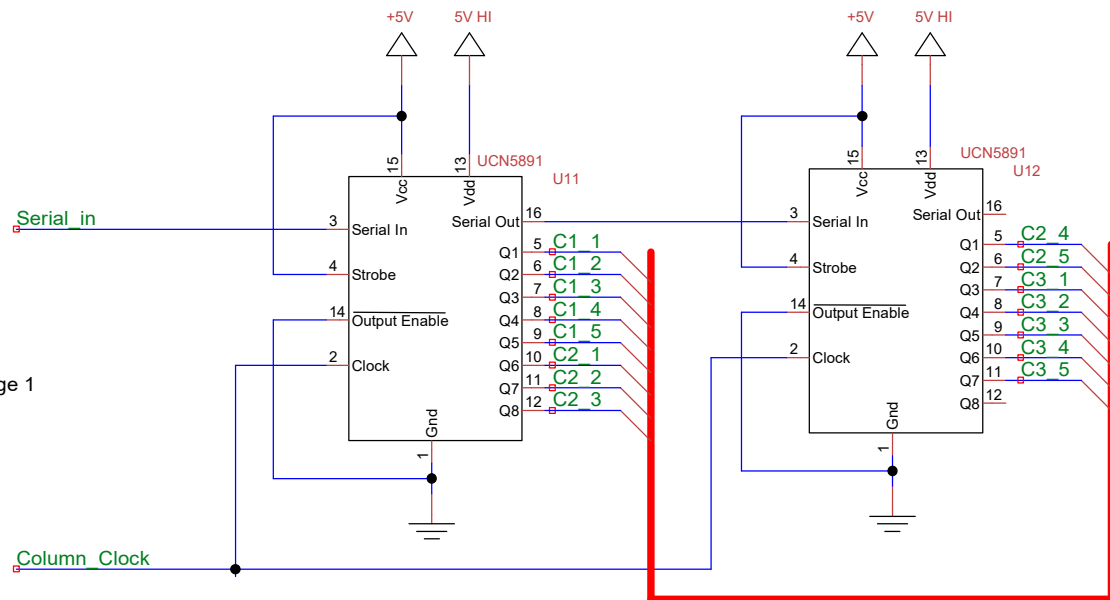 +5V
5V HI
+5V
5V HI
15
Vcc
13
Vdd
UCN5891
U11
15
Vcc
13
Vdd
UCN5891
U12
Serial_in
3
Serial In
Serial Out
16
4
Strobe
14
Output Enable
2
Clock
Q1
5
C1_1
Q2
6
C1_2
Q3
7
C1_3
Q4
8
C1_4
Q5
9
C1_5
Q6
10
C2_1
Q7
11
C2_2
Q8
12
C2_3
Gnd
1
3
Serial In
Serial Out
16
4
Strobe
14
Output Enable
2
Clock
Q1
5
C2_4
Q2
6
C2_5
Q3
7
C3_1
Q4
8
C3_2
Q5
9
C3_3
Q6
10
C3_4
Q7
11
C3_5
Q8
12
Gnd
1
ge 1
Column_Clock